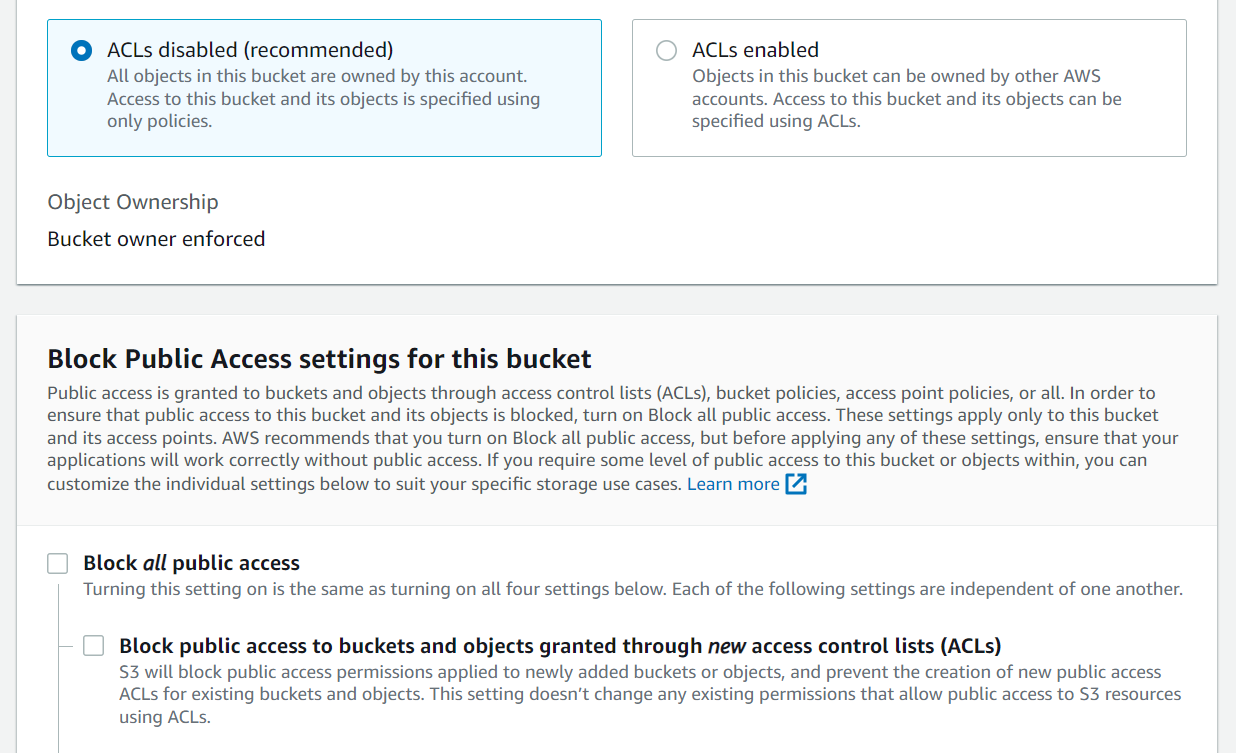 ACLs disabled (recommended)
All objects in this bucket are owned by this account.
Access to this bucket and its objects is specified using
only policies.
ACLs enabled
Objects in this bucket can be owned by other AWS
accounts. Access to this bucket and its objects can be
specified using ACLs.
Object Ownership
Bucket owner enforced
Block Public Access settings for this bucket
Public access is granted to buckets and objects through access control lists (ACLs), bucket policies, access point policies, or all. In order to
ensure that public access to this bucket and its objects is blocked, turn on Block all public access. These settings apply only to this bucket
and its access points. AWS recommends that you turn on Block all public access, but before applying any of these settings, ensure that your
applications will work correctly without public access. If you require some level of public access to this bucket or objects within, you can
customize the individual settings below to suit your specific storage use cases. Learn more
Block all public access
Turning this setting on is the same as turning on all four settings below. Each of the following settings are independent of one another.
Block public access to buckets and objects granted through new access control lists (ACLs)
S3 will block public access permissions applied to newly added buckets or objects, and prevent the creation of new public access
ACLs for existing buckets and objects. This setting doesn’t change any existing permissions that allow public access to S3 resources
using ACLs.